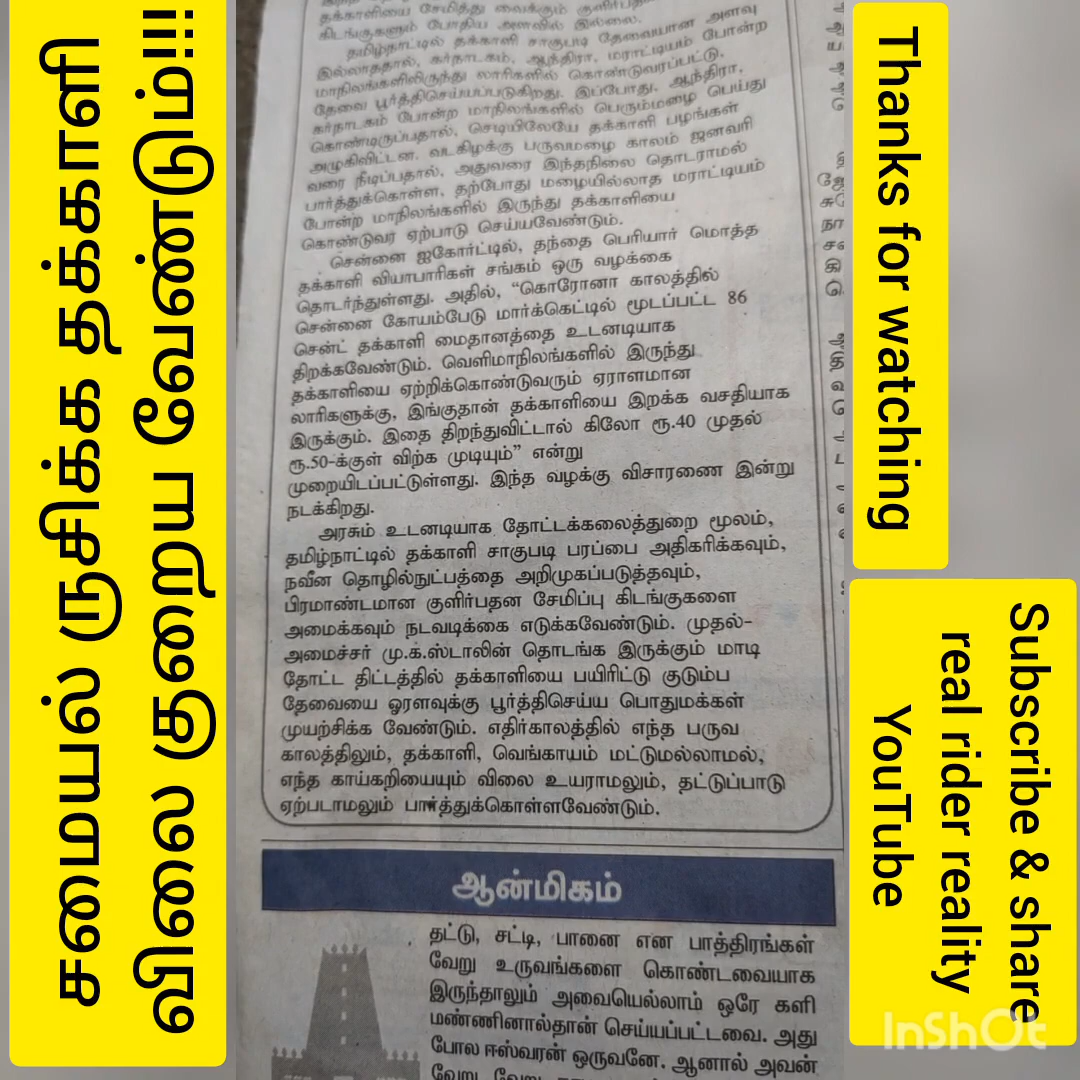 சமையல் ருசிக்க தக்காளி
விலை குறைய வேண்டும்!!!
தக்காளியை சேமித்து வைக்கும்
கிடங்குகளும் போதிய அளவில் இல்லை.
தமிழ்நாட்டில் தக்காளி சாகுபடி தேவையான அளவு
இல்லாததால், கர்நாடகம், ஆந்திரா, மராட்டியம் போன்ற
மாநிலங்களிலிருந்து லாரிகளில் கொண்டுவரப்பட்டு,
தேவை பூர்த்திசெய்யப்படுகிறது. இப்போது, ஆந்திரா,
கர்நாடகம் போன்ற மாநிலங்களில் பெரும்மழை பெய்து
கொண்டிருப்பதால், செடியிலேயே தக்காளி பழங்கள்
அழுகிவிட்டன. வடகிழக்கு பருவமழை காலம் ஜனவரி
வரை நீடிப்பதால், அதுவரை இந்தநிலை தொடராமல்
பார்த்துக்கொள்ள, தற்போது மழையில்லாத மராட்டியம்
போன்ற மாநிலங்களில் இருந்து தக்காளியை
கொண்டுவர ஏற்பாடு செய்யவேண்டும்.
சென்னை ஐகோர்ட்டில், தந்தை பெரியார் மொத்த
தக்காளி வியாபாரிகள் சங்கம் ஒரு வழக்கை
தொடர்ந்துள்ளது. அதில், "கொரோனா காலத்தில்
சென்னை கோயம்பேடு மார்க்கெட்டில் மூடப்பட்ட 86
சென்ட் தக்காளி மைதானத்தை உடனடியாக
திறக்கவேண்டும். வெளிமாநிலங்களில் இருந்து
தக்காளியை ஏற்றிக்கொண்டுவரும் ஏராளமான
லாரிகளுக்கு, இங்குதான் தக்காளியை இறக்க வசதியாக
இருக்கும். இதை திறந்துவிட்டால் கிலோ ரூ.40 முதல்
ரூ.50-க்குள் விற்க முடியும்" என்று
முறையிடப்பட்டுள்ளது. இந்த வழக்கு விசாரணை இன்று
நடக்கிறது.
அரசும் உடனடியாக தோட்டக்கலைத்துறை மூலம்,
தமிழ்நாட்டில் தக்காளி சாகுபடி பரப்பை அதிகரிக்கவும்,
நவீன தொழில்நுட்பத்தை அறிமுகப்படுத்தவும்,
பிரமாண்டமான குளிர்பதன சேமிப்பு கிடங்குகளை
அமைக்கவும் நடவடிக்கை எடுக்கவேண்டும். முதல்-
அமைச்சர் மு.க.ஸ்டாலின் தொடங்க இருக்கும் மாடி
தோட்ட திட்டத்தில் தக்காளியை பயிரிட்டு குடும்ப
தேவையை ஓரளவுக்கு பூர்த்திசெய்ய பொதுமக்கள்
முயற்சிக்க வேண்டும். எதிர்காலத்தில் எந்த பருவ
காலத்திலும், தக்காளி, வெங்காயம் மட்டுமல்லாமல்,
எந்த காய்கறியையும் விலை உயராமலும், தட்டுப்பாடு
ஏற்படாமலும் பார்த்துக்கொள்ளவேண்டும்.
ஆன்மிகம்
தட்டு, சட்டி, பானை என பாத்திரங்கள்
வேறு உருவங்களை கொண்டவையாக
இருந்தாலும் அவையெல்லாம் ஒரே களி
மண்ணினால்தான் செய்யப்பட்டவை. அது
போல ஈஸ்வரன் ஒருவனே. ஆனால் அவன்
வேறு வேறு
Thanks for watching
Subscribe & share
real rider reality
YouTube
InShOt